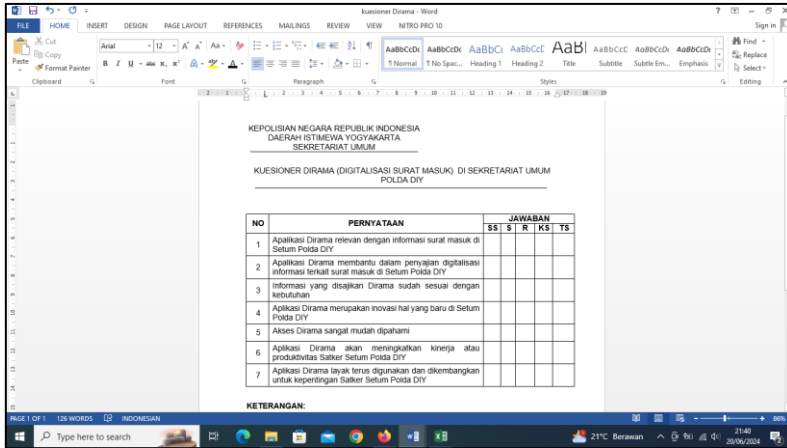 kuesioner Dirama - Word
FILE HOME INSERT DESIGN PAGE LAYOUT REFERENCES MAILINGS REVIEW VIEW NITRO PRO 10 Sign in
Paste
Cut
Copy
Format Painter
Arial 12
AaBbCcDc AaBbCcDc AaBbCc AaBbCcC AaBl AaBbCcC AaBbCcDc AaBbCcDc
¶ Normal ¶ No Spac... Heading 1 Heading 2 Title Subtitle Subtle Em... Emphasis
Find
Replace
Select
Clipboard Font Paragraph Styles Editing
KEPOLISIAN NEGARA REPUBLIK INDONESIA
DAERAH ISTIMEWA YOGYAKARTA
SEKRETARIAT UMUM
KUESIONER DIRAMA (DIGITALISASI SURAT MASUK) DI SEKRETARIAT UMUM
POLDA DIY
NO PERNYATAAN JAWABAN
SS S R KS TS
1 Apalikasi Dirama relevan dengan informasi surat masuk di
Setum Polda DIY
2 Apalikasi Dirama membantu dalam penyajian digitalisasi
informasi terkait surat masuk di Setum Polda DIY
3 Informasi yang disajikan Dirama sudah sesuai dengan
kebutuhan
4 Aplikasi Dirama merupakan inovasi hal yang baru di Setum
Polda DIY
5 Akses Dirama sangat mudah dipahami
6 Aplikasi Dirama akan meningkatkan kinerja atau
produktivitas Satker Setum Polda DIY
7 Aplikasi Dirama layak terus digunakan dan dikembangkan
untuk kepentingan Satker Setum Polda DIY
KETERANGAN:
PAGE 1 OF 1 126 WORDS INDONESIAN 86%
Type here to search
21°C Berawan
21:40
20/06/2024